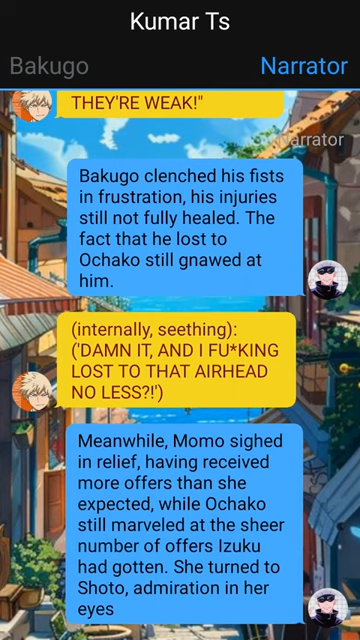 Kumar Ts
Bakugo
Narrator
THEY'RE WEAK!"
Narrator
Bakugo clenched his fists
in frustration, his injuries
still not fully healed. The
fact that he lost to
Ochako still gnawed at
him.
(internally, seething):
('DAMN IT, AND I FU*KING
LOST TO THAT AIRHEAD
NO LESS?!')
Meanwhile, Momo sighed
in relief, having received
more offers than she
expected, while Ochako
still marveled at the sheer
number of offers Izuku
had gotten. She turned to
Shoto, admiration in her
eyes